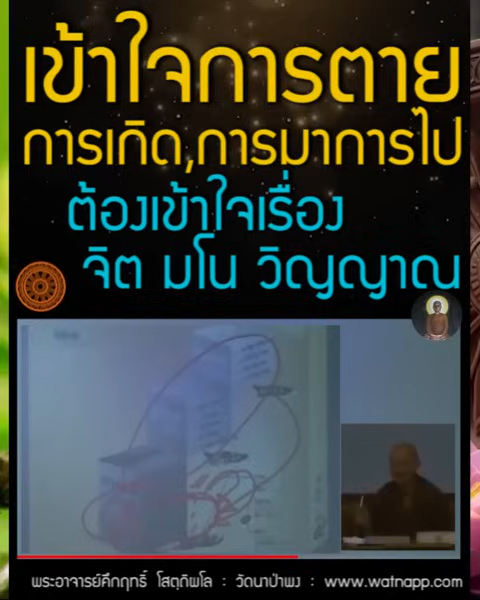 เข้าใจการตาย
การเกิด,การมาการไป
ต้องเข้าใจเรื่อง
จิต มโน วิญญาณ
พระอาจารย์คึกฤทธิ์ โสตฺถิผโล : วัดนาป่าพง : www.watnapp.com